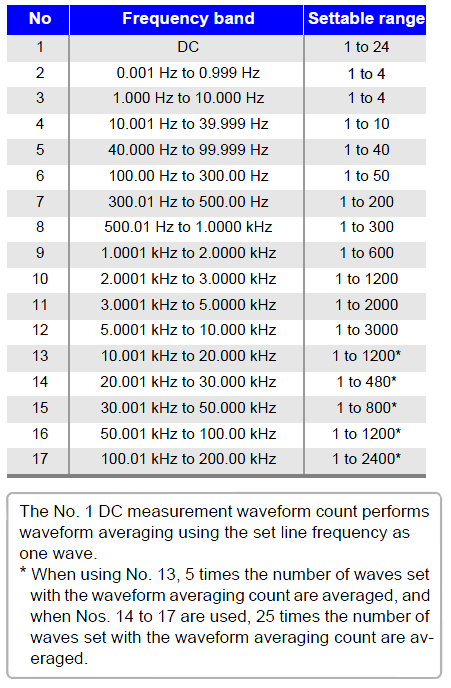 No Frequency band Settable range
1 DC 1 to 24
2 0.001 Hz to 0.999 Hz 1 to 4
3 1.000 Hz to 10.000 Hz 1 to 4
4 10.001 Hz to 39.999 Hz 1 to 10
5 40.000 Hz to 99.999 Hz 1 to 40
6 100.00 Hz to 300.00 Hz 1 to 50
7 300.01 Hz to 500.00 Hz 1 to 200
8 500.01 Hz to 1.0000 kHz 1 to 300
9 1.0001 kHz to 2.0000 kHz 1 to 600
10 2.0001 kHz to 3.0000 kHz 1 to 1200
11 3.0001 kHz to 5.0000 kHz 1 to 2000
12 5.0001 kHz to 10.000 kHz 1 to 3000
13 10.001 kHz to 20.000 kHz 1 to 1200*
14 20.001 kHz to 30.000 kHz 1 to 480*
15 30.001 kHz to 50.000 kHz 1 to 800*
16 50.001 kHz to 100.00 kHz 1 to 1200*
17 100.01 kHz to 200.00 kHz 1 to 2400*
The No. 1 DC measurement waveform count performs
waveform averaging using the set line frequency as
one wave.
* When using No. 13, 5 times the number of waves set
with the waveform averaging count are averaged, and
when Nos. 14 to 17 are used, 25 times the number of
waves set with the waveform averaging count are av-
eraged.